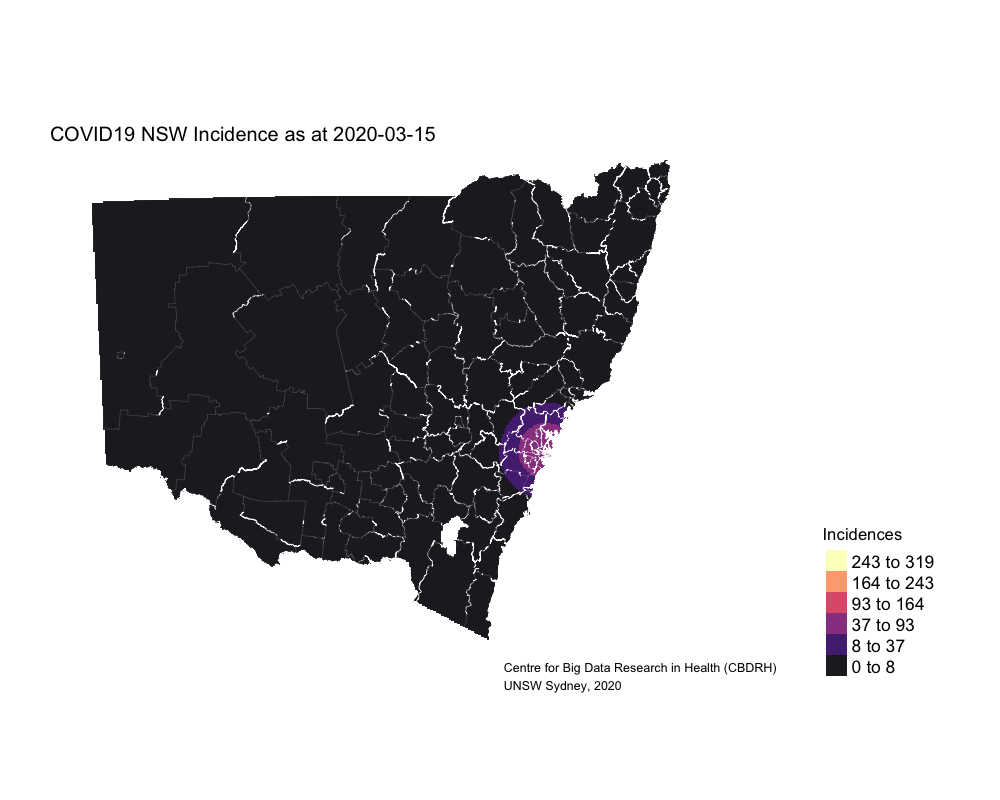 COVID19 NSW Incidence as at 2020-03-15
Incidences
243 to 319
164 to 243
93 to 164
37 to 93
8 to 37
0 to 8
Centre for Big Data Research in Health (CBDRH)
UNSW Sydney, 2020